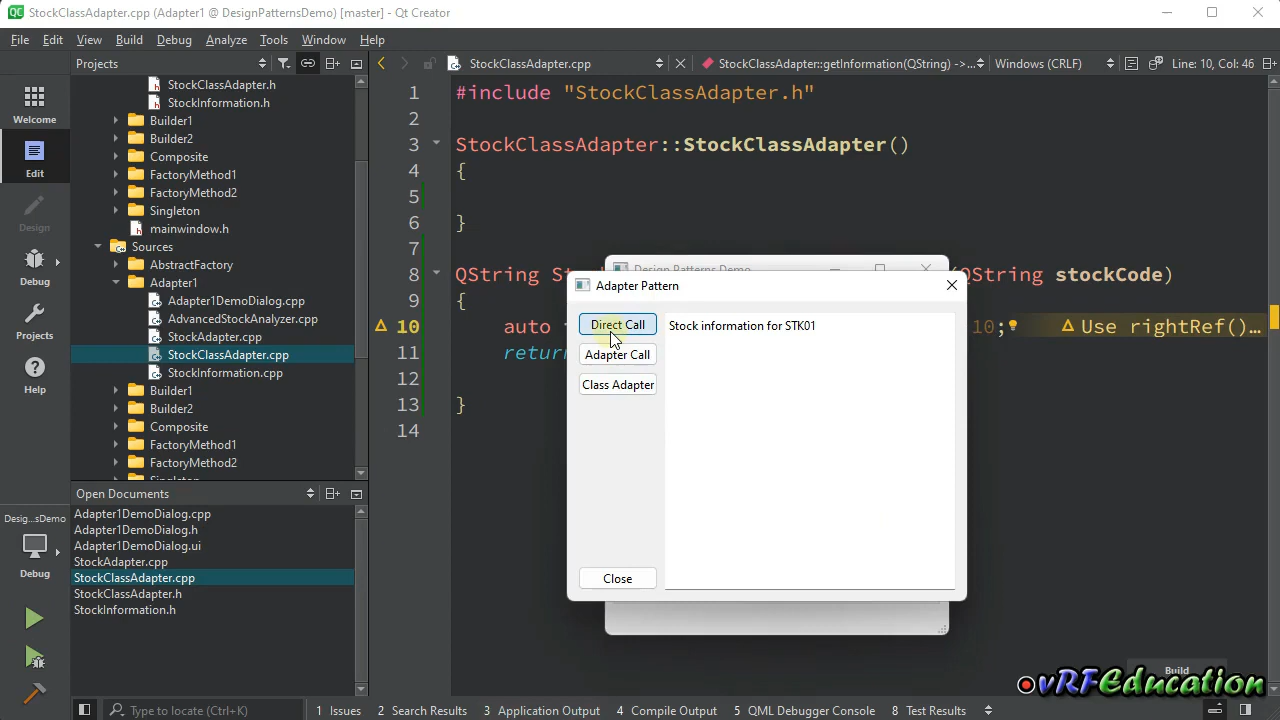 StockClassAdapter.cpp (Adapter1 @ DesignPatternsDemo) [master] - Qt Creator
File Edit View Build Debug Analyze Tools Window Help
Projects
StockClassAdapter.cpp
StockClassAdapter::getInformation(QString) ->...
Windows (CRLF)
Line: 10, Col: 46
Welcome
Edit
Design
Debug
Projects
Help
StockClassAdapter.h
StockInformation.h
Builder1
Builder2
Composite
FactoryMethod1
FactoryMethod2
Singleton
mainwindow.h
Sources
AbstractFactory
Adapter1
Adapter1DemoDialog.cpp
AdvancedStockAnalyzer.cpp
StockAdapter.cpp
StockClassAdapter.cpp
StockInformation.cpp
Builder1
Builder2
Composite
FactoryMethod1
FactoryMethod2
Singleton
Open Documents
Adapter1DemoDialog.cpp
Adapter1DemoDialog.h
Adapter1DemoDialog.ui
StockAdapter.cpp
StockClassAdapter.cpp
StockClassAdapter.h
StockInformation.h
Desig...sDemo
Debug
1 #include "StockClassAdapter.h"
2
3 StockClassAdapter::StockClassAdapter()
4 {
5
6 }
7
8 QString St (QString stockCode)
9 {
10 auto 10; Use rightRef()...
11 return
12
13 }
14
Design Patterns Demo
Adapter Pattern
Direct Call
Adapter Call
Class Adapter
Close
Stock information for STK01
Build
vRFEducation
Type to locate (Ctrl+K)
1 Issues 2 Search Results 3 Application Output 4 Compile Output 5 QML Debugger Console 8 Test Results